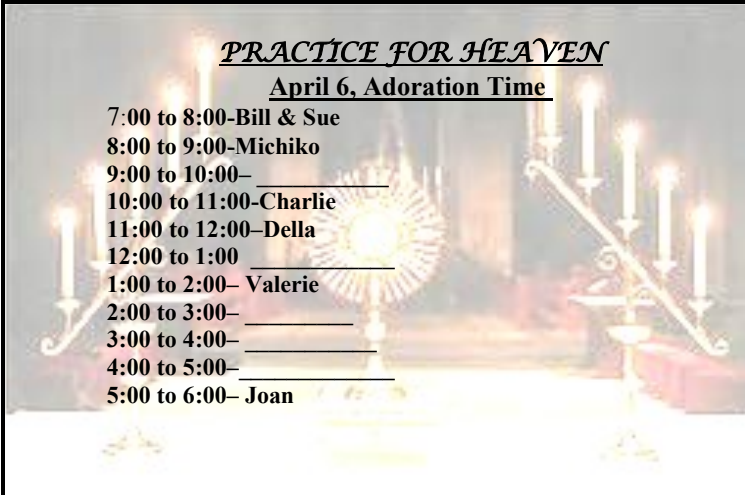 PRACTICE FOR HEAVEN
April 6, Adoration Time
7:00 to 8:00-Bill & Sue
8:00 to 9:00-Michiko
9:00 to 10:00– ___________
10:00 to 11:00-Charlie
11:00 to 12:00–Della
12:00 to 1:00 ____________
1:00 to 2:00– Valerie
2:00 to 3:00– _________
3:00 to 4:00– ___________
4:00 to 5:00–_____________
5:00 to 6:00– Joan